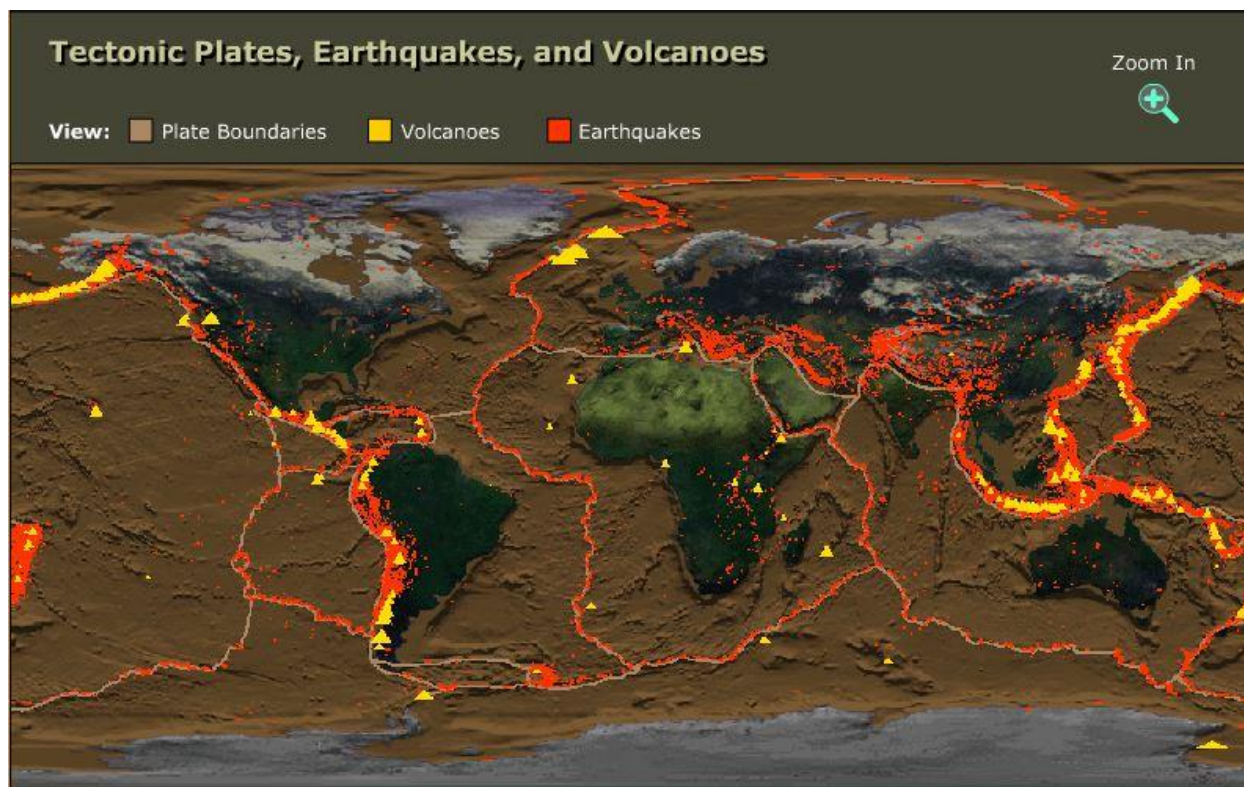 Tectonic Plates, Earthquakes, and Volcanoes
Zoom In
View: Plate Boundaries Volcanoes Earthquakes